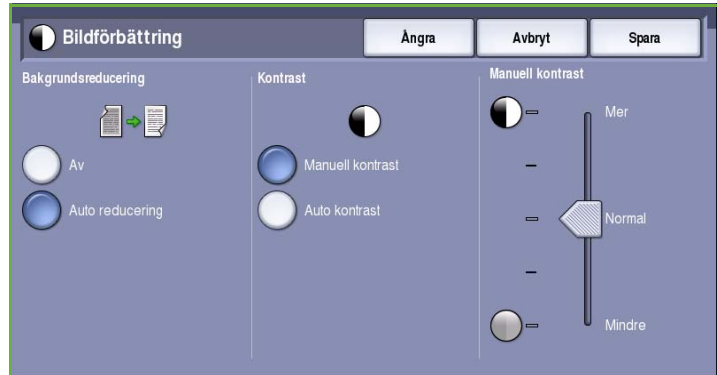 Bildförbättring
Ångra
Avbryt
Spara
Bakgrundsreducering
Av
Auto reducering
Kontrast
Manuell kontrast
Auto kontrast
Manuell kontrast
Mer
Normal
Mindre